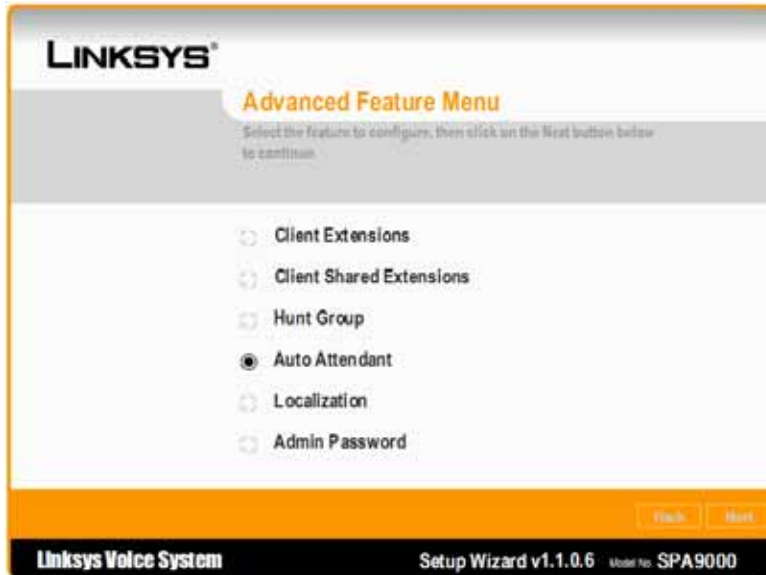 LINKSYS®
Advanced Feature Menu
Select the feature to configure, then click on the Next button below
to continue
Client Extensions
Client Shared Extensions
Hunt Group
Auto Attendant
Localization
Admin Password
Back Next
Linksys Voice System Setup Wizard v1.1.0.6 Model No. SPA9000